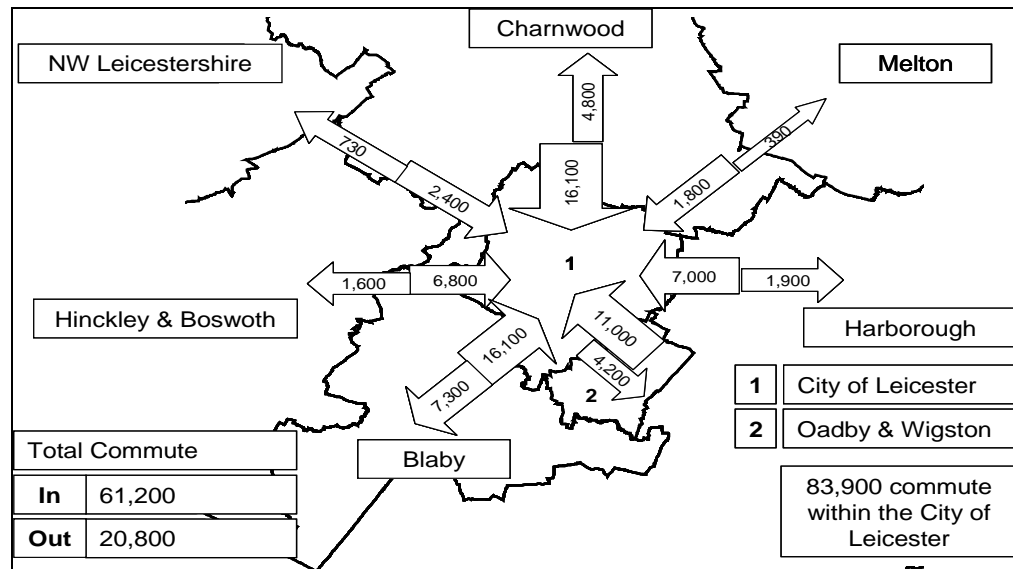 Charnwood
NW Leicestershire
Melton
4,800
390
730
16,100
1,800
2,400
1
7,000
1,900
1,600
6,800
Hinckley & Boswoth
Harborough
11,000
16,100
4,200
7,300
2
1 City of Leicester
2 Oadby & Wigston
Blaby
Total Commute
In 61,200
Out 20,800
83,900 commute
within the City of
Leicester